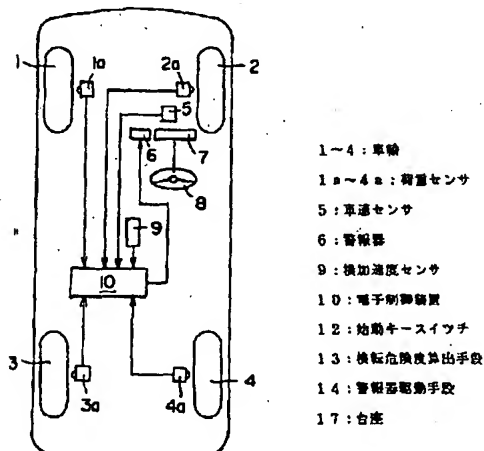 1
1a
2a
2
5
6
7
8
9
10
3
3a
4a
4
1~4:車輪
1a~4a:荷重センサ
5:車速センサ
6:警報器
9:横加速度センサ
10:電子制御装置
12:始動キースイッチ
13:横転危険度算出手段
14:警報器駆動手段
17:台座